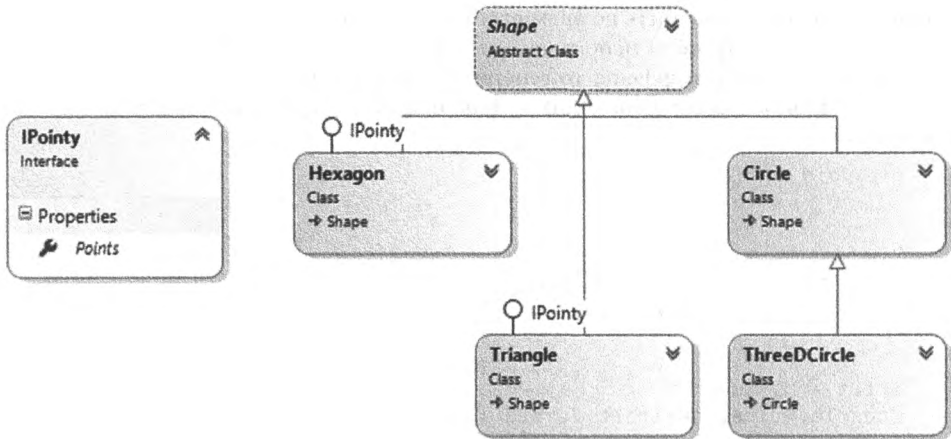 Shape
Abstract Class
IPointy
Interface
Properties
Points
IPointy
Hexagon
Class
Shape
Circle
Class
Shape
IPointy
Triangle
Class
Shape
ThreeDCircle
Class
Circle